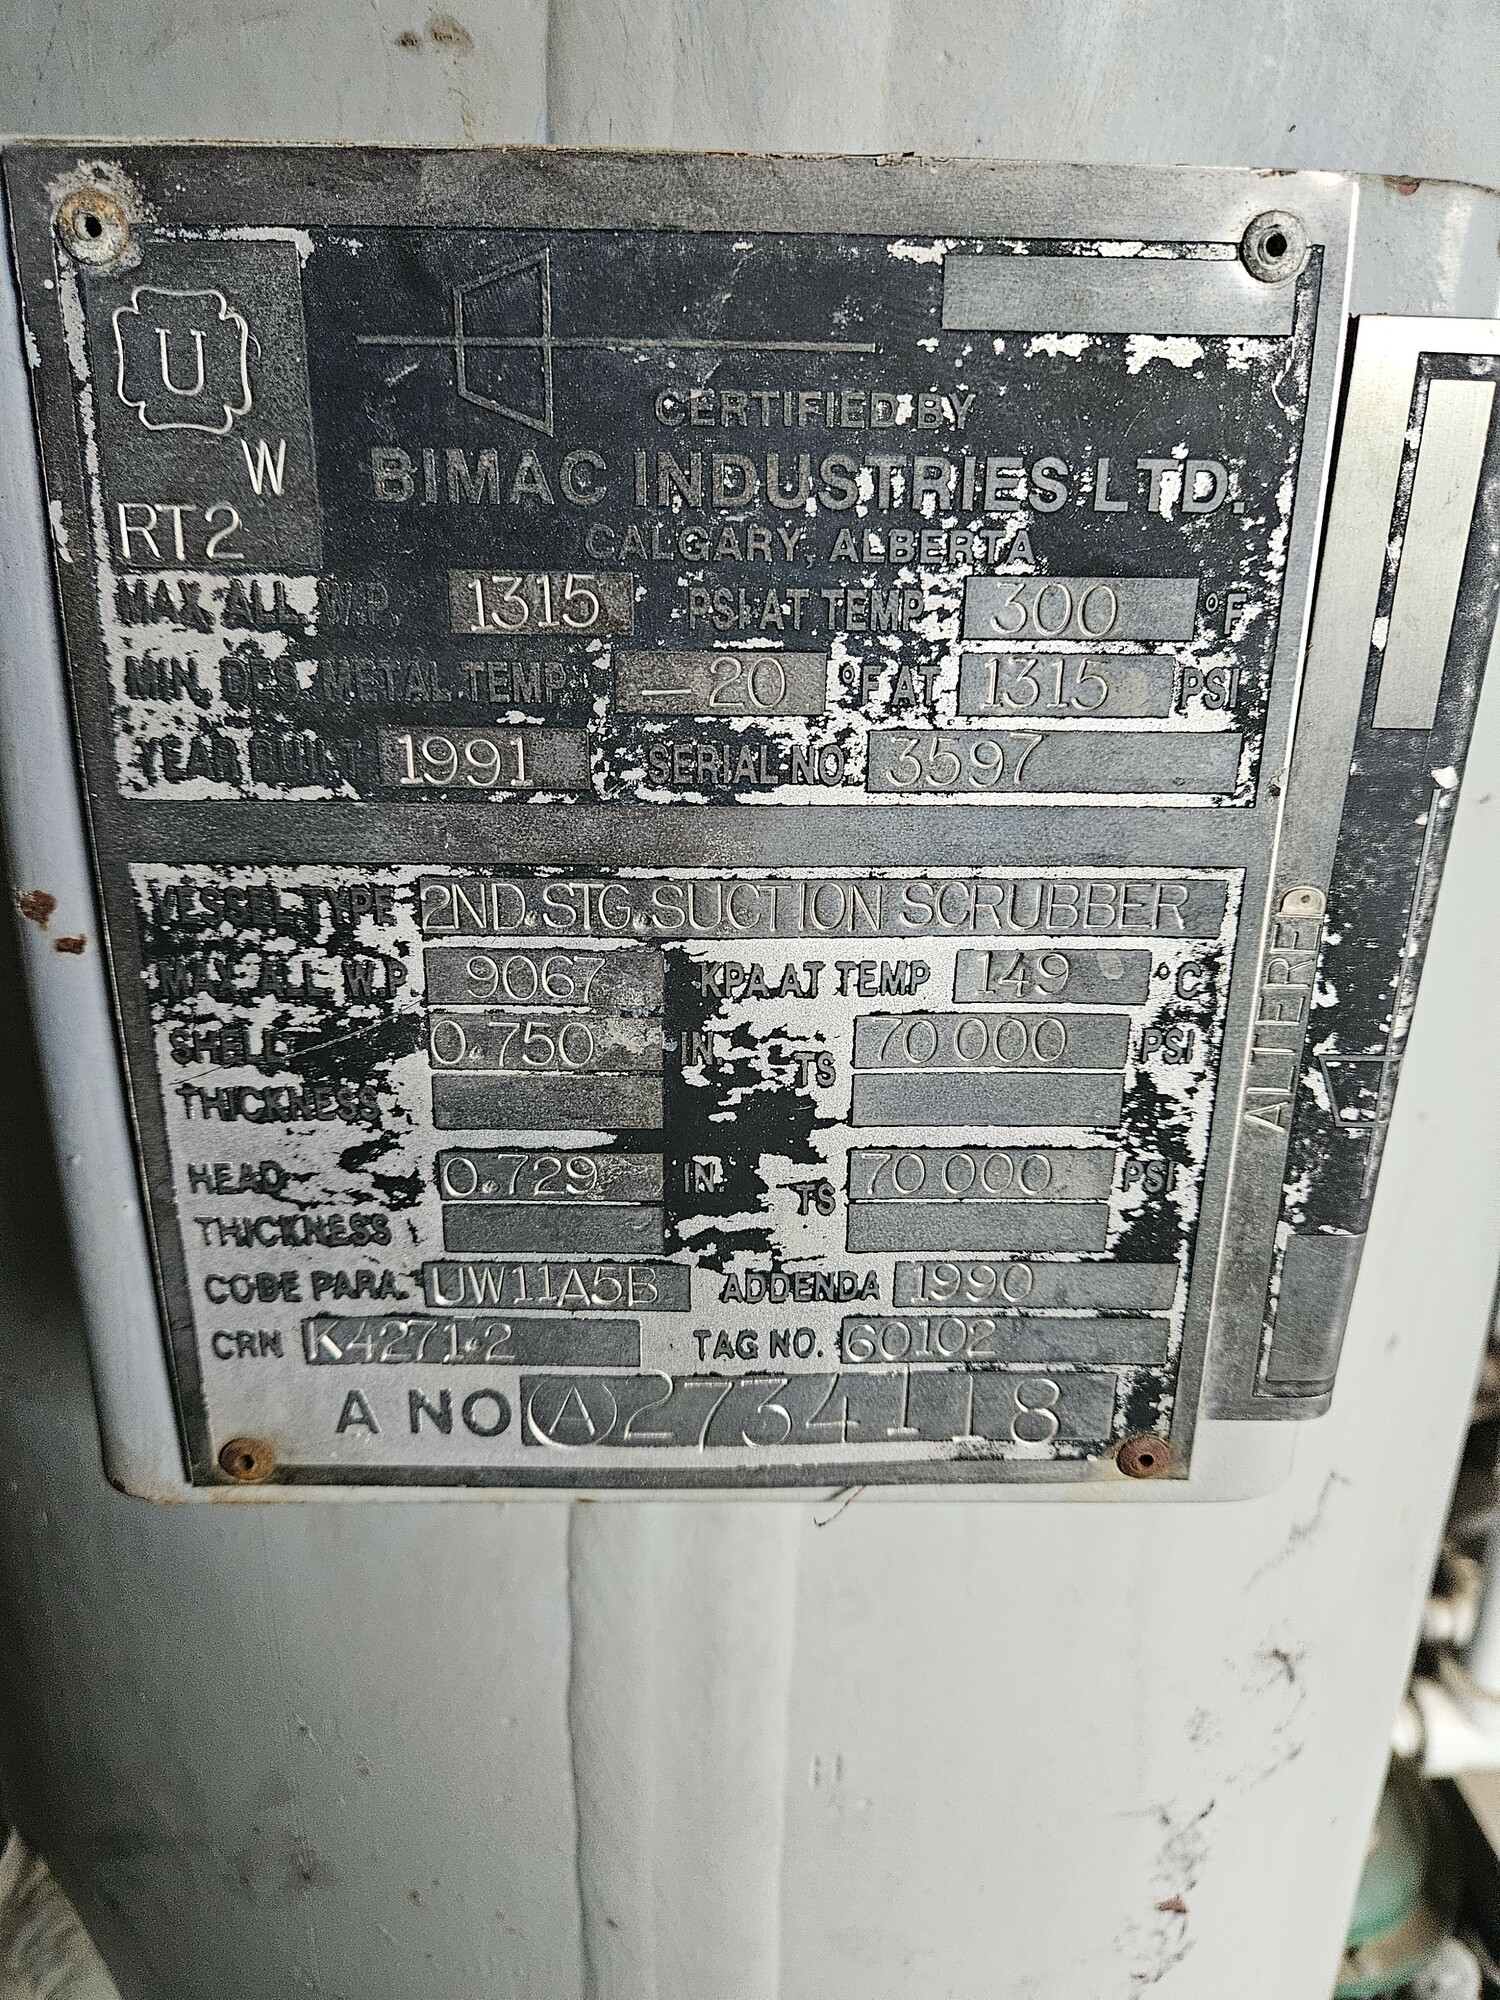 U
W
RT2
CERTIFIED BY
BIMAC INDUSTRIES LTD.
CALGARY, ALBERTA
MAX. ALL. W.P. 1315 PSI AT TEMP 300 °F
MIN. DES. METAL TEMP -20 °F AT 1315 PSI
YEAR BUILT 1991 SERIAL NO. 3597
VESSEL TYPE 2ND.STG.SUCTION SCRUBBER
MAX ALL W.P. 9067 KPA AT TEMP 149 °C
SHELL 0.750 IN. TS 70 000 PSI
THICKNESS
HEAD 0.729 IN. TS 70 000 PSI
THICKNESS
CODE PARA. UW11A5B ADDENDA 1990
CRN K4271.2 TAG NO. 60102
A NO A2734118
ALTERED